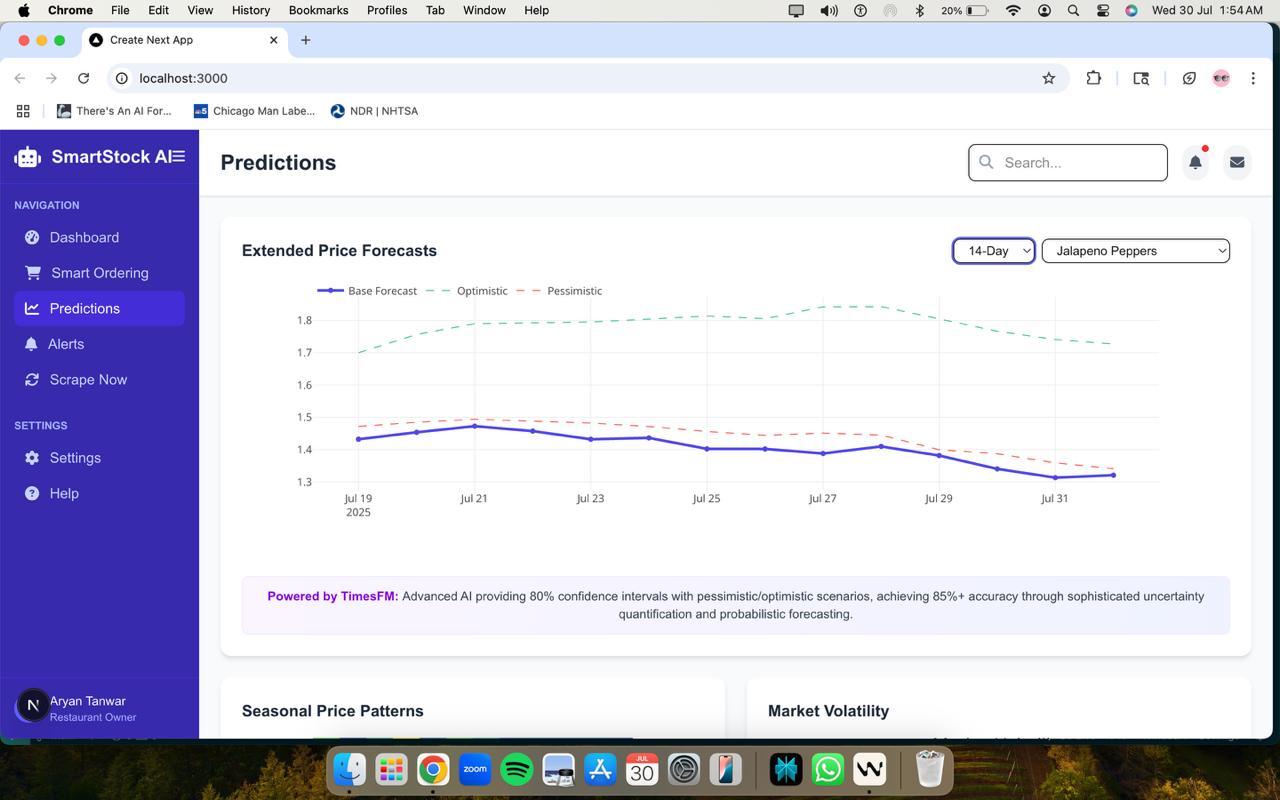 Chrome File Edit View History Bookmarks Profiles Tab Window Help 20% Wed 30 Jul 1:54 AM
Create Next App
localhost:3000
There's An AI For... Chicago Man Labe... NDR | NHTSA
SmartStock AI
Predictions
Search...
NAVIGATION
Dashboard
Smart Ordering
Predictions
Alerts
Scrape Now
SETTINGS
Settings
Help
N
Aryan Tanwar
Restaurant Owner
Extended Price Forecasts
14-Day
Jalapeno Peppers
Base Forecast Optimistic Pessimistic
1.8
1.7
1.6
1.5
1.4
1.3
Jul 19 Jul 21 Jul 23 Jul 25 Jul 27 Jul 29 Jul 31
2025
Powered by TimesFM: Advanced AI providing 80% confidence intervals with pessimistic/optimistic scenarios, achieving 85%+ accuracy through sophisticated uncertainty
quantification and probabilistic forecasting.
Seasonal Price Patterns
Market Volatility
zoom
JUL
30